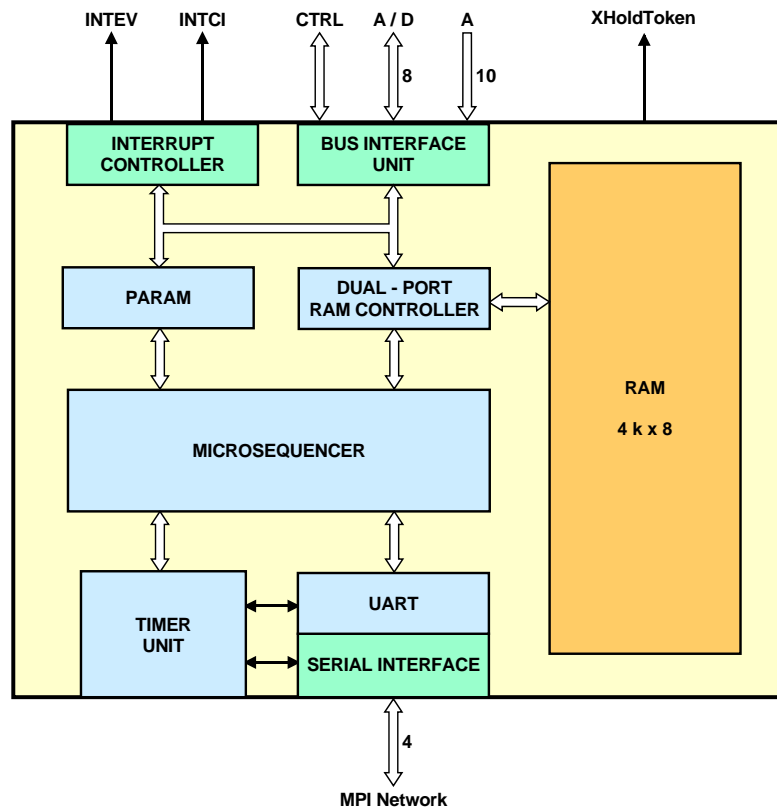 INTEV INTCI CTRL A / D A XHoldToken
8 10
INTERRUPT
CONTROLLER
BUS INTERFACE
UNIT
PARAM
DUAL - PORT
RAM CONTROLLER
RAM
4 k x 8
MICROSEQUENCER
TIMER
UNIT
UART
SERIAL INTERFACE
4
MPI Network